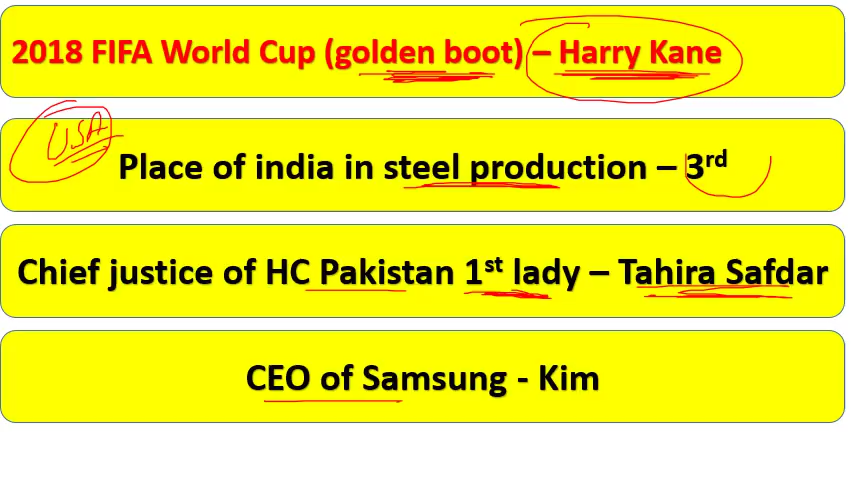 2018 FIFA World Cup (golden boot) – Harry Kane
USA
Place of india in steel production – 3rd
Chief justice of HC Pakistan 1st lady – Tahira Safdar
CEO of Samsung - Kim